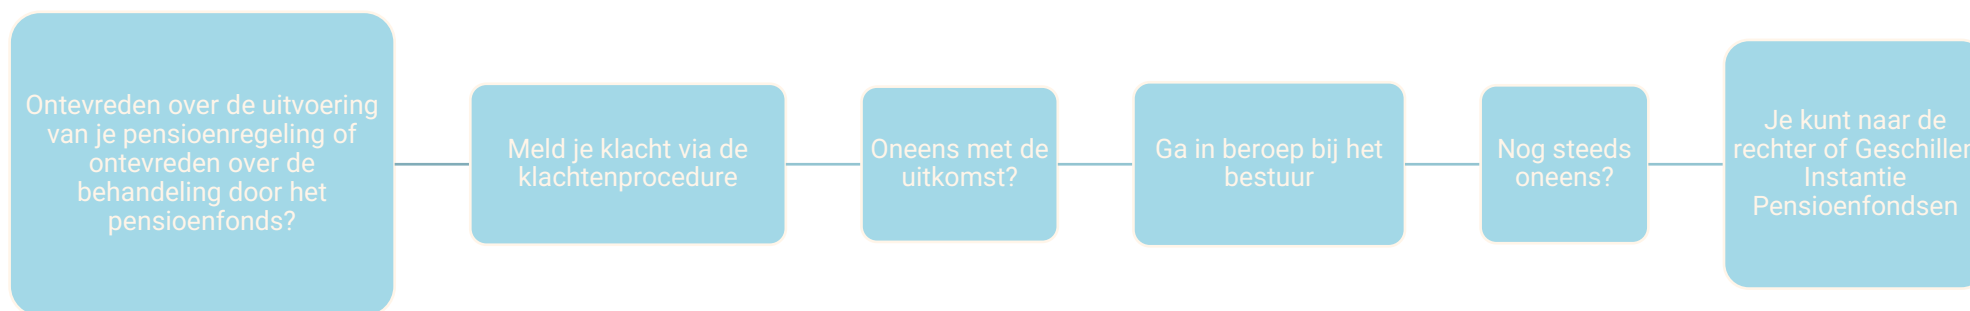 Ontevreden over de uitvoering
van je pensioenregeling of
ontevreden over de
behandeling door het
pensioenfonds?
Meld je klacht via de
klachtenprocedure
Oneens met de
uitkomst?
Ga in beroep bij het
bestuur
Nog steeds
oneens?
Je kunt naar de
rechter of Geschillen
Instantie
Pensioenfondsen